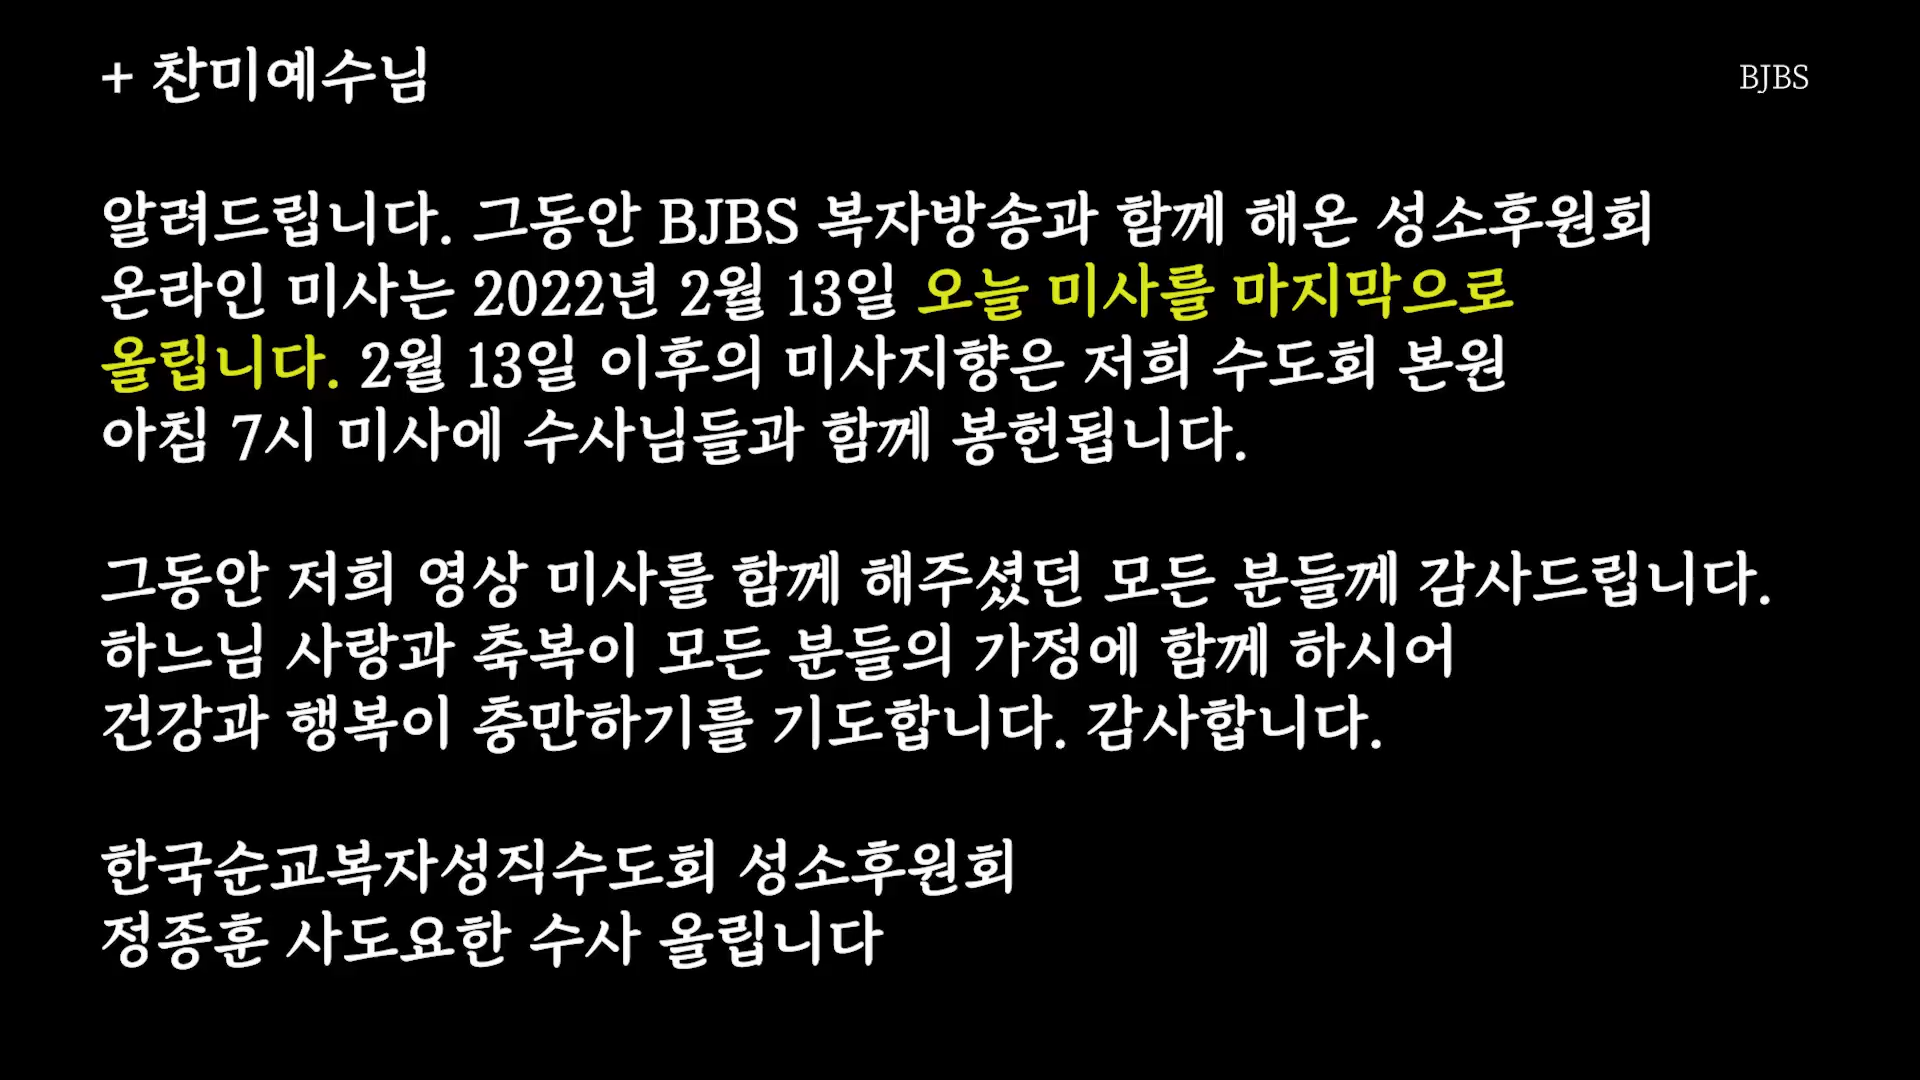 + 찬미예수님
BJBS
알려드립니다. 그동안 BJBS 복자방송과 함께 해온 성소후원회
온라인 미사는 2022년 2월 13일 오늘 미사를 마지막으로
올립니다. 2월 13일 이후의 미사지향은 저희 수도회 본원
아침 7시 미사에 수사님들과 함께 봉헌됩니다.
그동안 저희 영상 미사를 함께 해주셨던 모든 분들께 감사드립니다.
하느님 사랑과 축복이 모든 분들의 가정에 함께 하시어
건강과 행복이 충만하기를 기도합니다. 감사합니다.
한국순교복자성직수도회 성소후원회
정종훈 사도요한 수사 올립니다